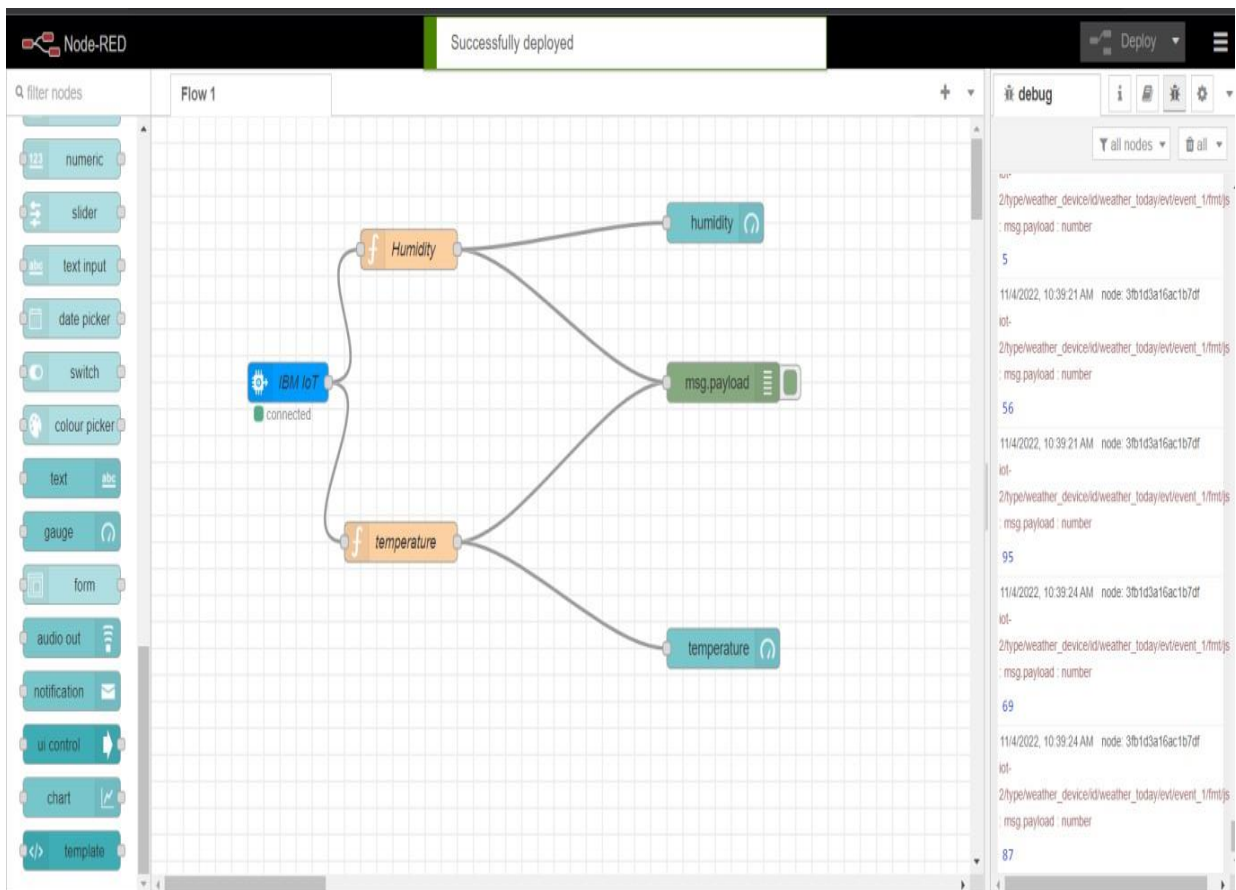 Node-RED
Successfully deployed
Deploy
filter nodes
Flow 1
debug
i
all nodes
all
123 numeric
slider
abc text input
date picker
switch
colour picker
text abc
gauge
form
audio out
notification
ui control
chart
</> template
Humidity
humidity
IBM IoT
connected
msg.payload
temperature
temperature
iot-
2/type/weather_device/id/weather_today/evt/event_1/fmt/js
: msg.payload : number
5
11/4/2022, 10:39:21 AM node: 3fb1d3a16ac1b7df
iot-
2/type/weather_device/id/weather_today/evt/event_1/fmt/js
: msg.payload : number
56
11/4/2022, 10:39:21 AM node: 3fb1d3a16ac1b7df
iot-
2/type/weather_device/id/weather_today/evt/event_1/fmt/js
: msg.payload : number
95
11/4/2022, 10:39:24 AM node: 3fb1d3a16ac1b7df
iot-
2/type/weather_device/id/weather_today/evt/event_1/fmt/js
: msg.payload : number
69
11/4/2022, 10:39:24 AM node: 3fb1d3a16ac1b7df
iot-
2/type/weather_device/id/weather_today/evt/event_1/fmt/js
: msg.payload : number
87